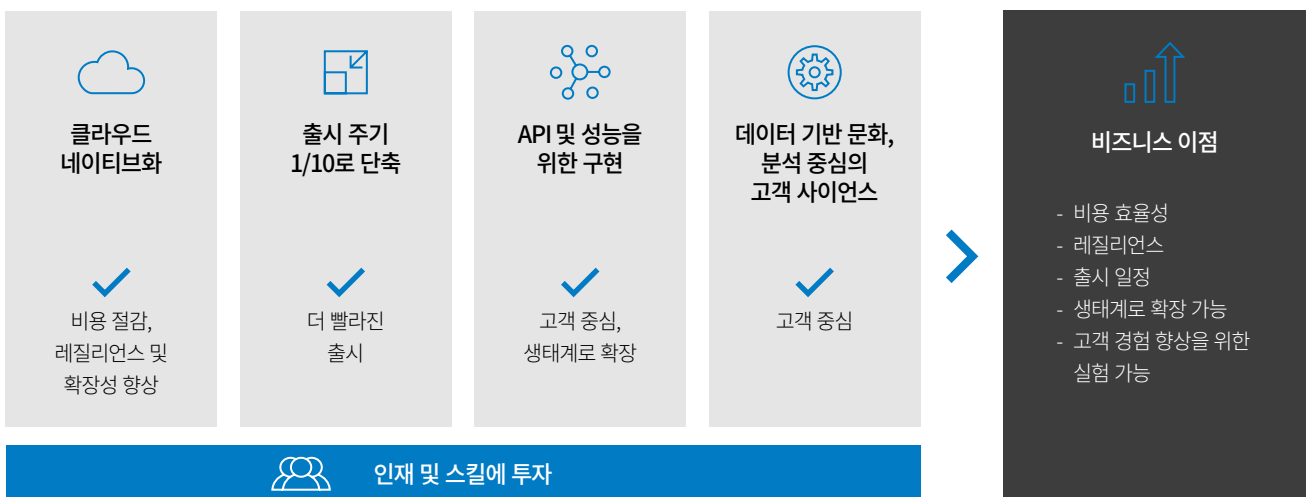 클라우드
네이티브화
비용 절감,
레질리언스 및
확장성 향상
출시 주기
1/10로 단축
더 빨라진
출시
API 및 성능을
위한 구현
고객 중심,
생태계로 확장
데이터 기반 문화,
분석 중심의
고객 사이언스
고객 중심
인재 및 스킬에 투자
비즈니스 이점
- 비용 효율성
- 레질리언스
- 출시 일정
- 생태계로 확장 가능
- 고객 경험 향상을 위한
실험 가능